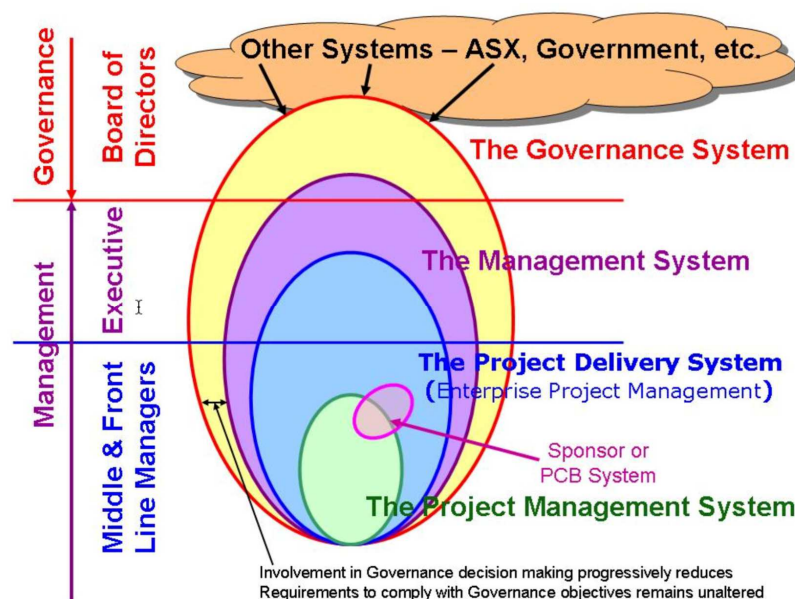 Other Systems – ASX, Government, etc.
Governance
Board of
Directors
The Governance System
Management
Executive
The Management System
Middle & Front
Line Managers
The Project Delivery System
(Enterprise Project Management)
Sponsor or
PCB System
The Project Management System
Involvement in Governance decision making progressively reduces
Requirements to comply with Governance objectives remains unaltered